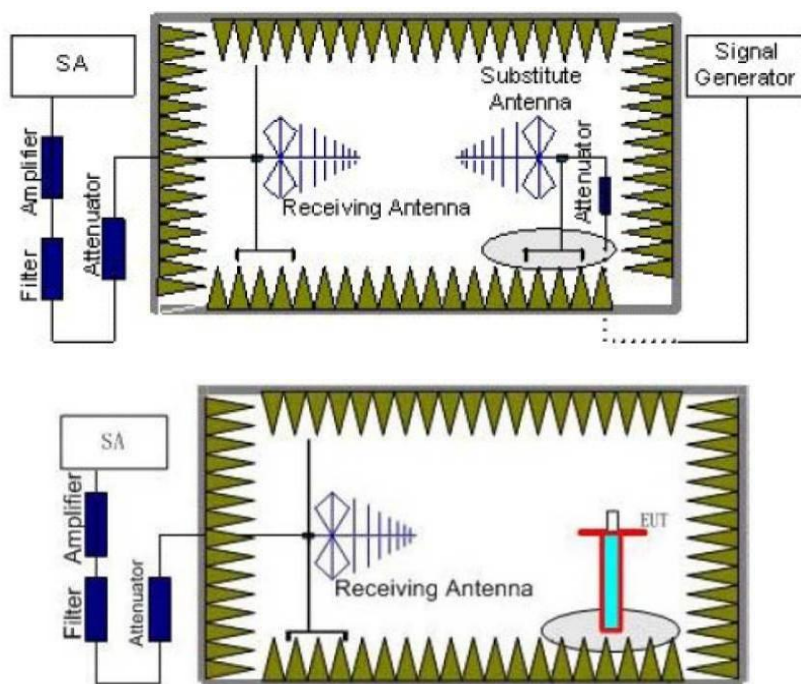 SA
Signal
Generator
Substitute
Antenna
Amplifier
Attenuator
Attenuator
Receiving Antenna
Filter
SA
Amplifier
EUT
Filter
Attenuator
Receiving Antenna